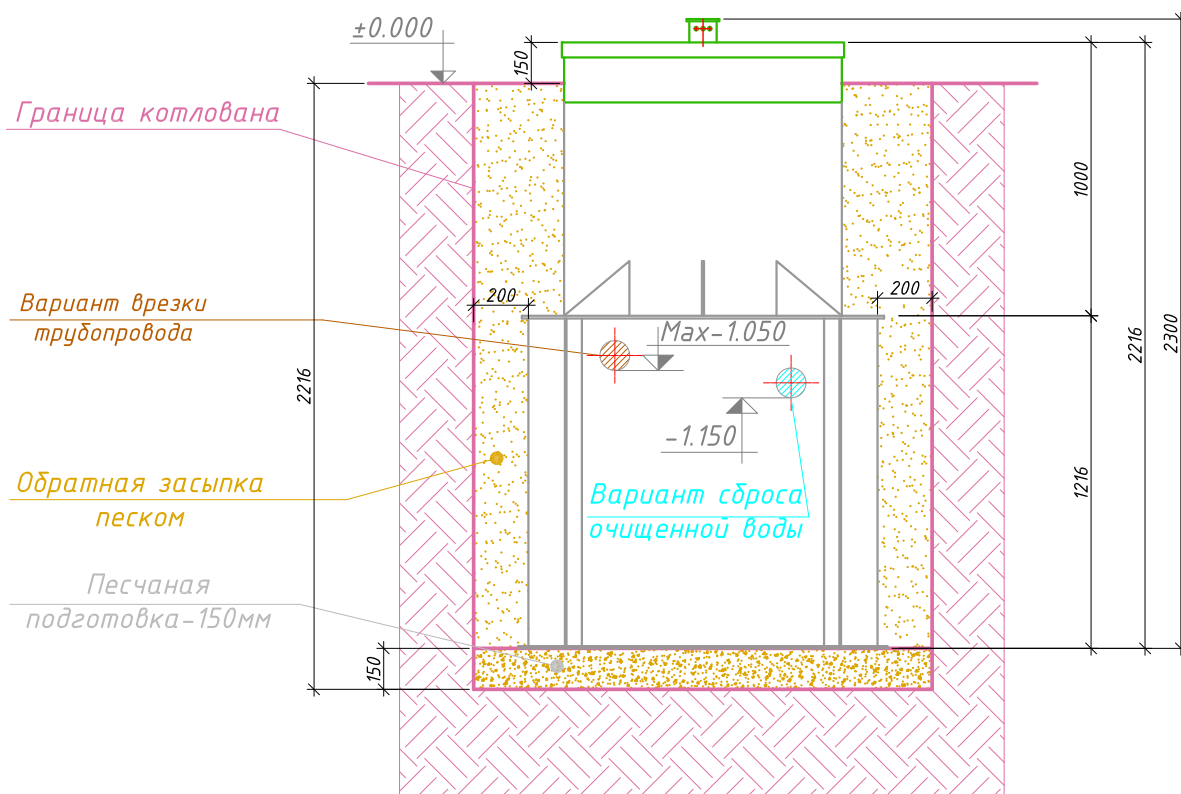 ±0.000
150
Граница котлована
1000
Вариант врезки
трубопровода
200
200
Max-1.050
2216
2300
2216
-1.150
Обратная засыпка
песком
Вариант сброса
очищенной воды
1216
Песчаная
подготовка-150мм
150